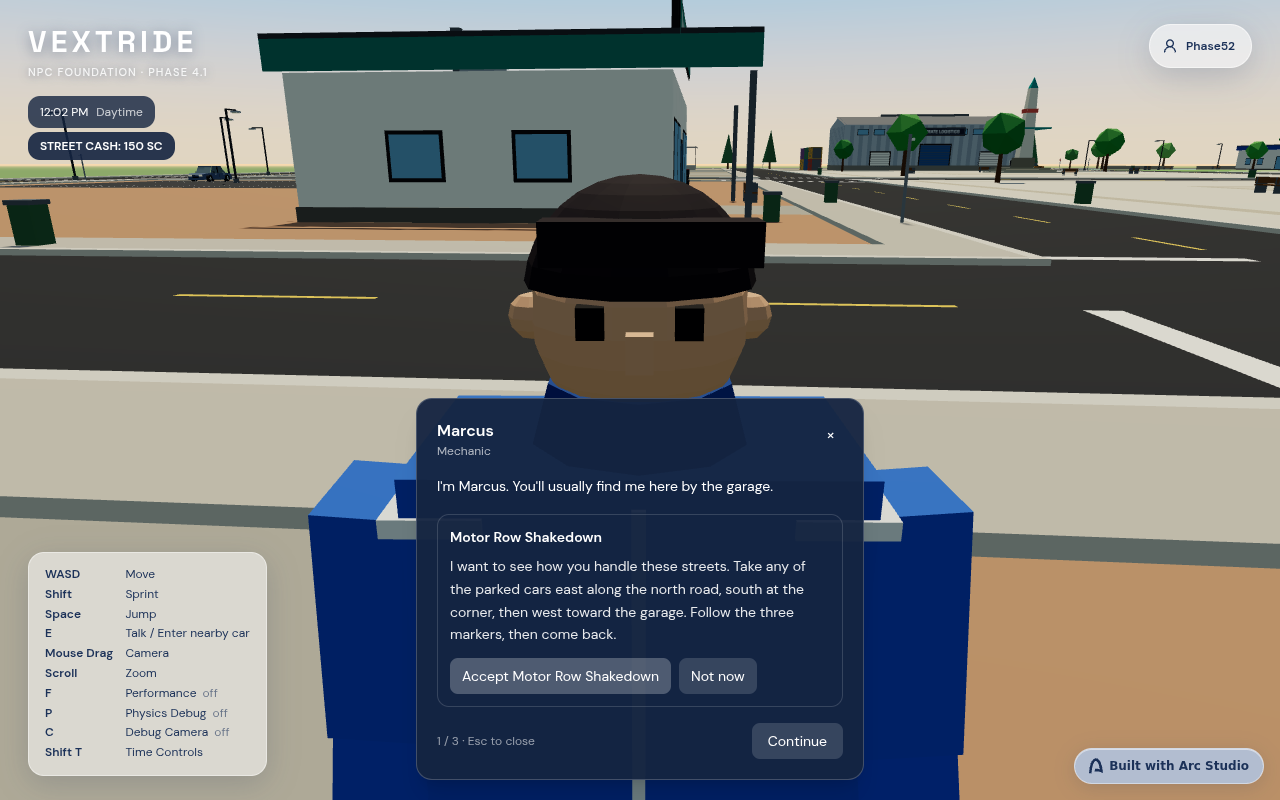 VEXTRIDE
NPC FOUNDATION · PHASE 4.1
12:02 PM Daytime
STREET CASH: 150 SC
Phase52
Marcus
Mechanic
×
I'm Marcus. You'll usually find me here by the garage.
Motor Row Shakedown
I want to see how you handle these streets. Take any of
the parked cars east along the north road, south at the
corner, then west toward the garage. Follow the three
markers, then come back.
Accept Motor Row Shakedown
Not now
1 / 3 · Esc to close
Continue
WASD Move
Shift Sprint
Space Jump
E Talk / Enter nearby car
Mouse Drag Camera
Scroll Zoom
F Performance off
P Physics Debug off
C Debug Camera off
Shift T Time Controls
Built with Arc Studio